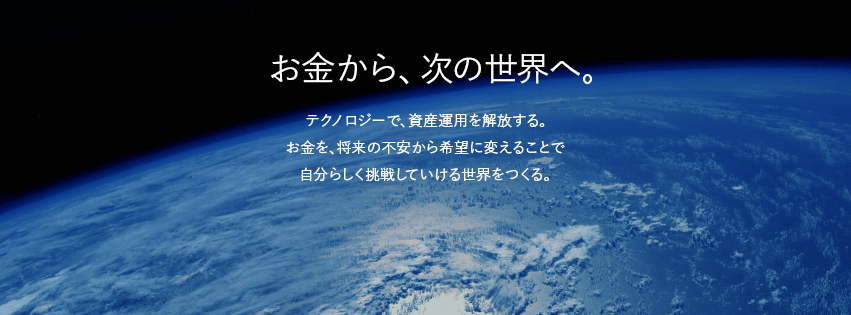 お金から、次の世界へ。
テクノロジーで、資産運用を解放する。
お金を、将来の不安から希望に変えることで
自分らしく挑戦していける世界をつくる。